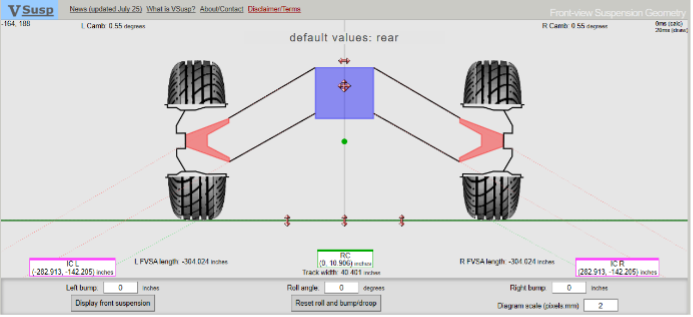 VSusp
News (updated July 25) What is VSusp? About/Contact Disclaimer/Terms
Front-view Suspension Geometry
-164, 188
L Camb: 0.55 degrees
R Camb: 0.55 degrees
0ms (calc)
29ms (draw)
default values: rear
IC L
(-282.913, -142.205) inches
L FVSA length: -304.024 inches
RC
(0, 10.906) inches
Track width: 40.401 inches
R FVSA length: -304.024 inches
IC R
(282.913, -142.205) inches
Left bump: 0 inches
Roll angle: 0 degrees
Right bump: 0 inches
Display front suspension
Reset roll and bump/droop
Diagram scale (pixels:mm) 2